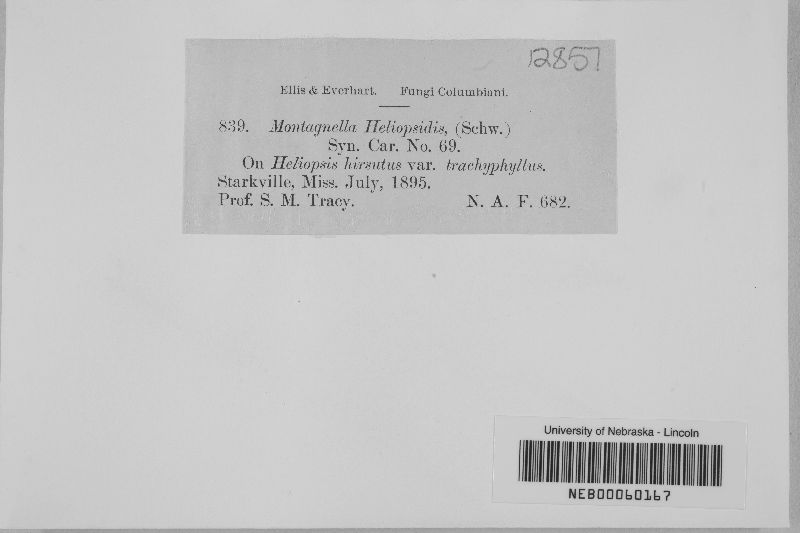 12857
Ellis & Everhart. Fungi Columbiani.
839. Montagnella Heliopsidis, (Schw.)
Syn. Car. No. 69.
On Heliopsis hirsutus var. trachyphyllus.
Starkville, Miss. July, 1895.
Prof. S. M. Tracy. N. A. F. 682.
University of Nebraska - Lincoln
NEB00060167